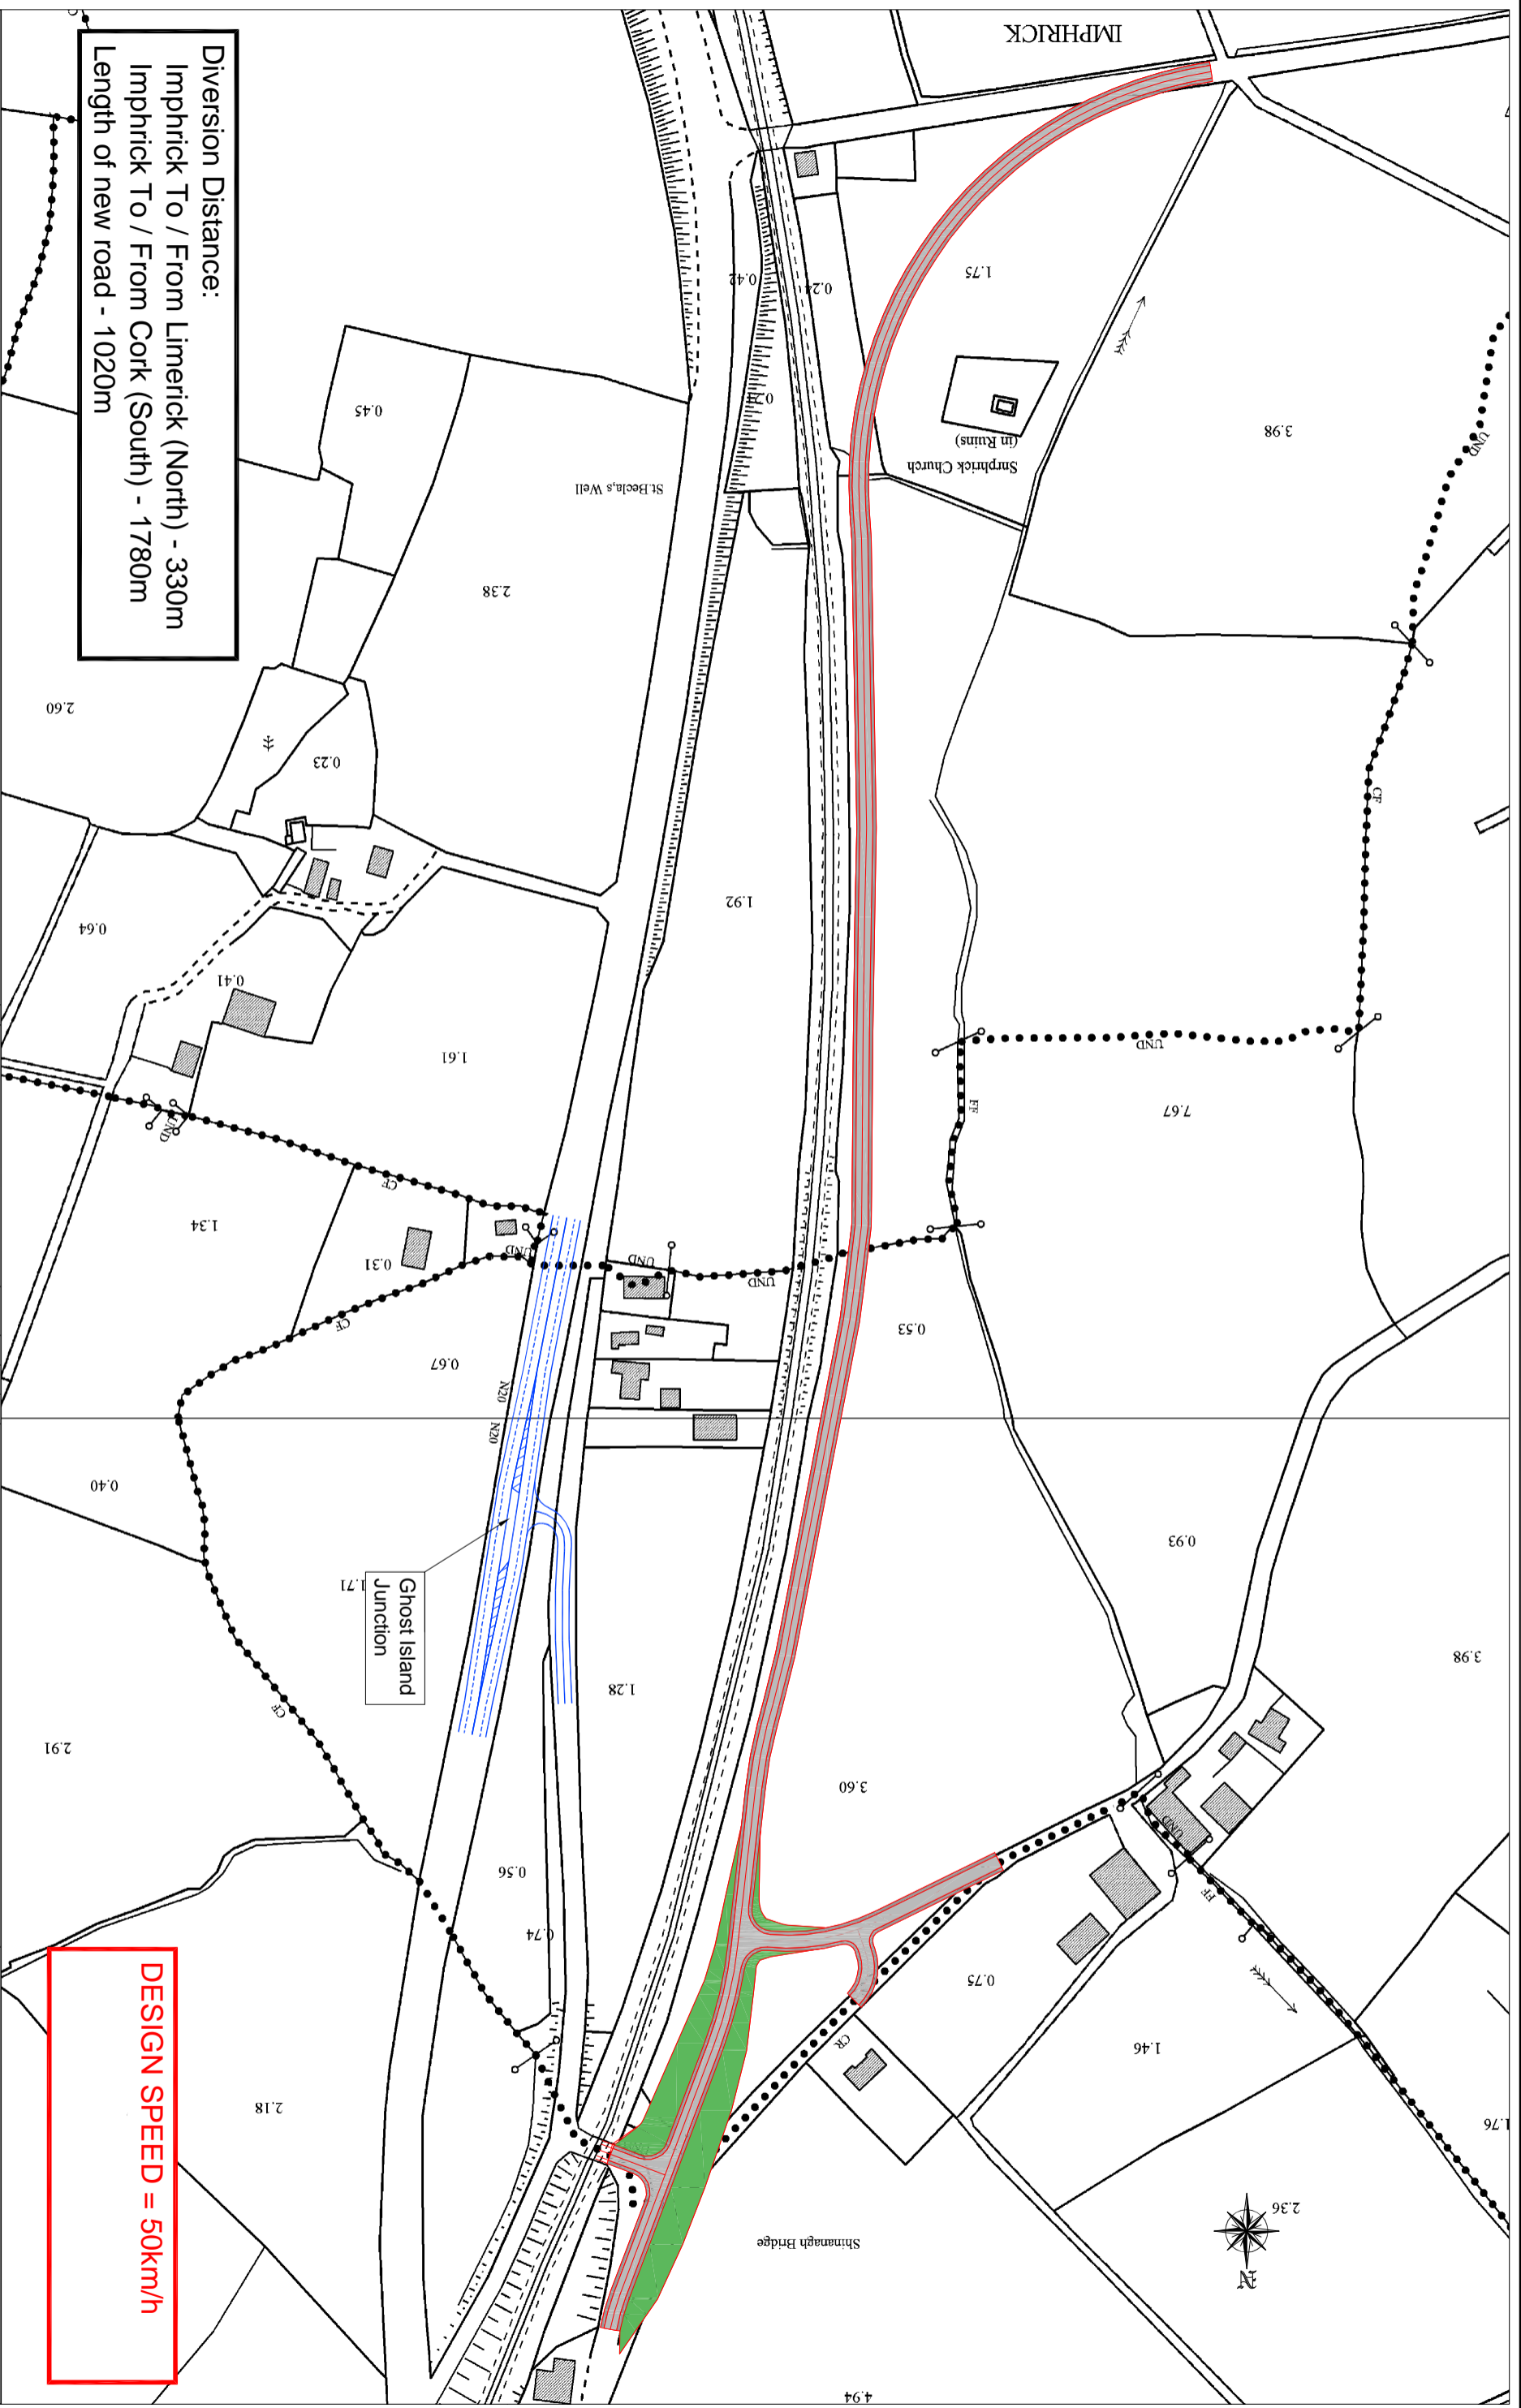 Diversion Distance:
Imphrick To / From Limerick (North) - 330m
Imphrick To / From Cork (South) - 1780m
Length of new road - 1020m
IMPHRICK
1.75
0.42
0.24
0.21
Snrphrick Church
(in Ruins)
3.98
UND
0.45
St.Becla,s Well
2.38
2.60
0.23
CF
1.92
0.64
0.41
1.61
UND
FF
7.67
UND
CF
1.34
0.31
UND
UND
UND
CF
0.53
0.67
N20
N20
0.40
0.93
Ghost Island
Junction
1.71
3.98
1.28
CF
2.91
3.60
UND
FF
0.56
0.74
0.75
CR
1.46
2.18
1.76
2.36
N
Shinanagh Bridge
4.94
DESIGN SPEED = 50km/h